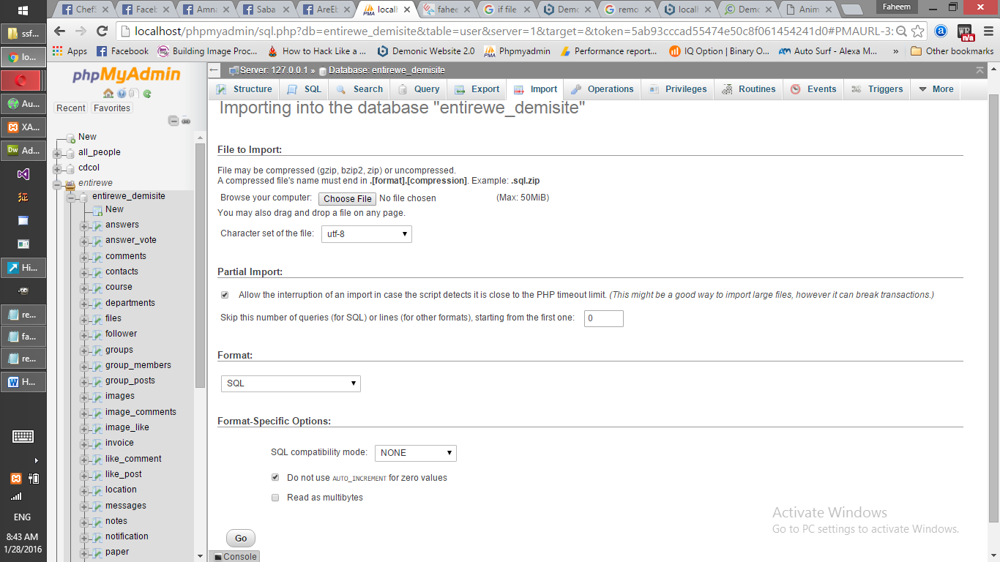 ChefS
Faceb
Amna
Saba
AreEb
localh
fahee
if file
Demo
remo
locall
Demo
Anim
Faheem
localhost/phpmyadmin/sql.php?db=entirewe_demisite&table=user&server=1&target=&token=5ab93cccad55474e50c8f061454241d0#PMAURL-3:
n/a
Apps
Facebook
Building Image Proc...
How to Hack Like a ...
Demonic Website 2.0
Phpmyadmin
Performance report...
IQ Option | Binary O...
Auto Surf - Alexa M...
»
Other bookmarks
ssf...
lo...
Au...
XA...
Ad...
Hi...
re...
fa...
re...
H...
ENG
8:43 AM
1/28/2016
phpMyAdmin
Recent
Favorites
New
all_people
cdcol
entirewe
entirewe_demisite
New
answers
answer_vote
comments
contacts
course
departments
files
follower
groups
group_members
group_posts
images
image_comments
image_like
invoice
like_comment
like_post
location
messages
notes
notification
paper
Server: 127.0.0.1 » Database: entirewe_demisite
Structure
SQL
Search
Query
Export
Import
Operations
Privileges
Routines
Events
Triggers
More
Importing into the database "entirewe_demisite"
File to Import:
File may be compressed (gzip, bzip2, zip) or uncompressed.
A compressed file's name must end in .[format].[compression]. Example: .sql.zip
Browse your computer: Choose File No file chosen (Max: 50MiB)
You may also drag and drop a file on any page.
Character set of the file: utf-8
Partial Import:
Allow the interruption of an import in case the script detects it is close to the PHP timeout limit. (This might be a good way to import large files, however it can break transactions.)
Skip this number of queries (for SQL) or lines (for other formats), starting from the first one: 0
Format:
SQL
Format-Specific Options:
SQL compatibility mode: NONE
Do not use AUTO_INCREMENT for zero values
Read as multibytes
Go
Console
Activate Windows
Go to PC settings to activate Windows.